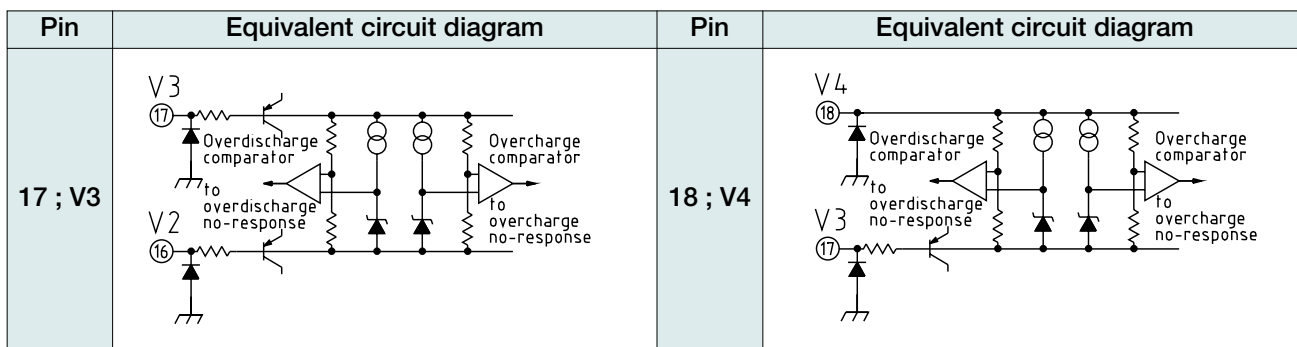 Pin
Equivalent circuit diagram
Pin
Equivalent circuit diagram
17 ; V3
V3
17
Overdischarge
comparator
Overcharge
comparator
to
overdischarge
no-response
to
overcharge
no-response
V2
16
18 ; V4
V4
18
Overdischarge
comparator
Overcharge
comparator
to
overdischarge
no-response
to
overcharge
no-response
V3
17